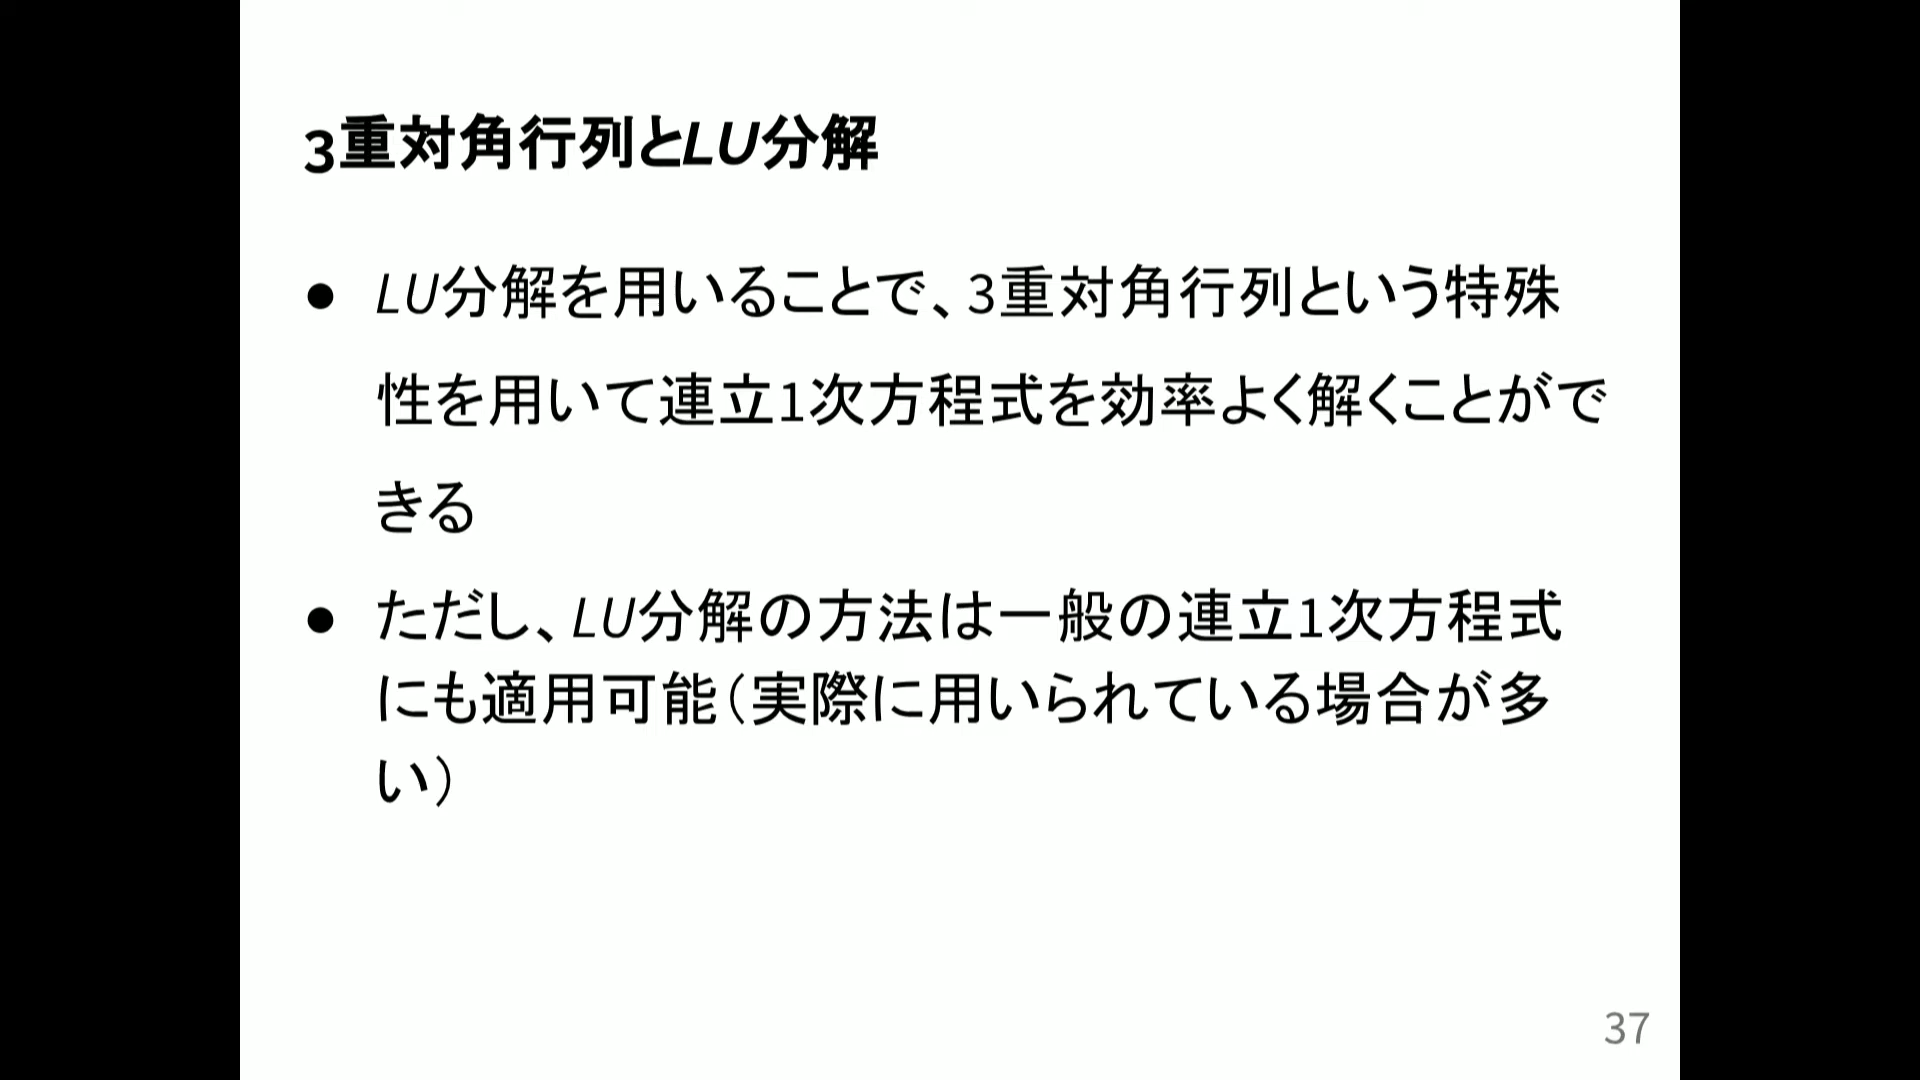 3重対角行列とLU分解
● LU分解を用いることで、3重対角行列という特殊
性を用いて連立1次方程式を効率よく解くことがで
きる
● ただし、LU分解の方法は一般の連立1次方程式
にも適用可能（実際に用いられている場合が多
い）
37